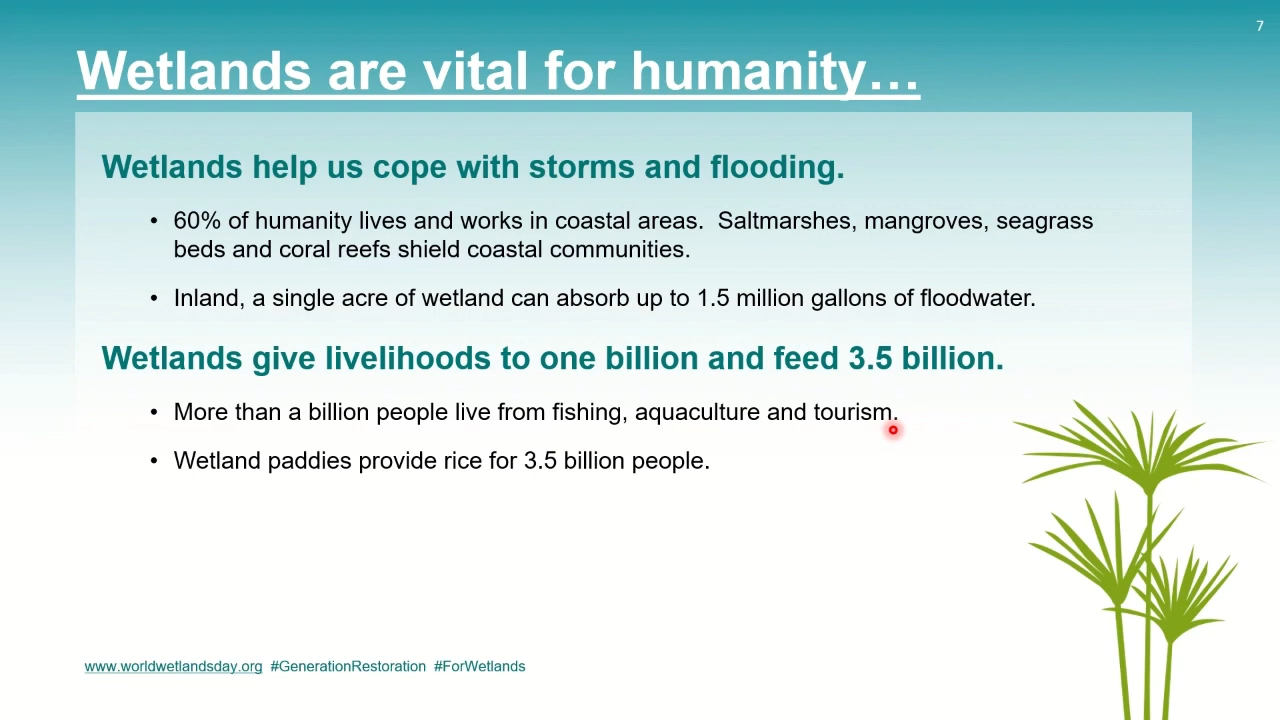 7
Wetlands are vital for humanity…
Wetlands help us cope with storms and flooding.
• 60% of humanity lives and works in coastal areas.  Saltmarshes, mangroves, seagrass
beds and coral reefs shield coastal communities.
• Inland, a single acre of wetland can absorb up to 1.5 million gallons of floodwater.
Wetlands give livelihoods to one billion and feed 3.5 billion.
• More than a billion people live from fishing, aquaculture and tourism.
• Wetland paddies provide rice for 3.5 billion people.
www.worldwetlandsday.org #GenerationRestoration #ForWetlands